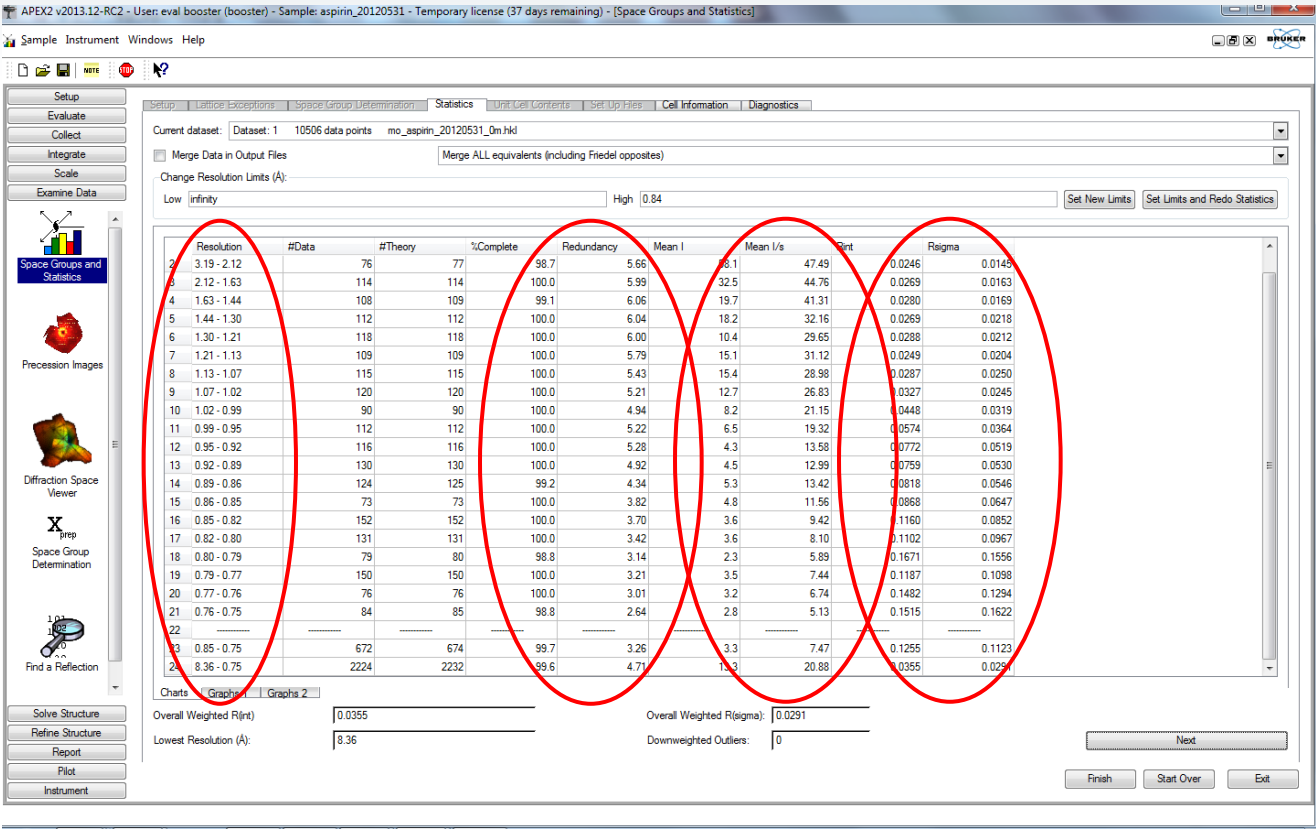 APEX2 v2013.12-RC2 - User: eval booster (booster) - Sample: aspirin_20120531 - Temporary license (37 days remaining) - [Space Groups and Statistics]
Sample Instrument Windows Help
BRUKER
NOTE STOP
Setup
Evaluate
Collect
Integrate
Scale
Examine Data
Space Groups and
Statistics
Precession Images
Diffraction Space
Viewer
Xprep
Space Group
Determination
Find a Reflection
Solve Structure
Refine Structure
Report
Pilot
Instrument
Setup Lattice Exceptions Space Group Determination Statistics Unit Cell Contents Set Up Files Cell Information Diagnostics
Current dataset: Dataset: 1 10506 data points mo_aspirin_20120531_0m.hkl
Merge Data in Output Files Merge ALL equivalents (including Friedel opposites)
Change Resolution Limits (Å):
Low infinity High 0.84 Set New Limits Set Limits and Redo Statistics
Resolution #Data #Theory %Complete Redundancy Mean I Mean I/s Rint Rsigma
2 3.19 - 2.12 76 77 98.7 5.66 47.49 0.0246 0.0145
3 2.12 - 1.63 114 114 100.0 5.99 32.5 44.76 0.0269 0.0163
4 1.63 - 1.44 108 109 99.1 6.06 19.7 41.31 0.0280 0.0169
5 1.44 - 1.30 112 112 100.0 6.04 18.2 32.16 0.0269 0.0218
6 1.30 - 1.21 118 118 100.0 6.00 10.4 29.65 0.0288 0.0212
7 1.21 - 1.13 109 109 100.0 5.79 15.1 31.12 0.0249 0.0204
8 1.13 - 1.07 115 115 100.0 5.43 15.4 28.98 0.0287 0.0250
9 1.07 - 1.02 120 120 100.0 5.21 12.7 26.83 0.0327 0.0245
10 1.02 - 0.99 90 90 100.0 4.94 8.2 21.15 0.0448 0.0319
11 0.99 - 0.95 112 112 100.0 5.22 6.5 19.32 0.0574 0.0364
12 0.95 - 0.92 116 116 100.0 5.28 4.3 13.58 0.0772 0.0519
13 0.92 - 0.89 130 130 100.0 4.92 4.5 12.99 0.0759 0.0530
14 0.89 - 0.86 124 125 99.2 4.34 5.3 13.42 0.0818 0.0546
15 0.86 - 0.85 73 73 100.0 3.82 4.8 11.56 0.0868 0.0647
16 0.85 - 0.82 152 152 100.0 3.70 3.6 9.42 0.1160 0.0852
17 0.82 - 0.80 131 131 100.0 3.42 3.6 8.10 0.1102 0.0967
18 0.80 - 0.79 79 80 98.8 3.14 2.3 5.89 0.1671 0.1556
19 0.79 - 0.77 150 150 100.0 3.21 3.5 7.44 0.1187 0.1098
20 0.77 - 0.76 76 76 100.0 3.01 3.2 6.74 0.1482 0.1294
21 0.76 - 0.75 84 85 98.8 2.64 2.8 5.13 0.1515 0.1622
22 ------------ ------------ ------------ ------------ ------------ ------------ ------------ ------------ ------------
23 0.85 - 0.75 672 674 99.7 3.26 3.3 7.47 0.1255 0.1123
24 8.36 - 0.75 2224 2232 99.6 4.71 20.88 0.0355 0.0291
Charts Graphs 1 Graphs 2
Overall Weighted R(int) 0.0355 Overall Weighted R(sigma): 0.0291
Lowest Resolution (Å): 8.36 Downweighted Outliers: 0
Next
Finish Start Over Exit